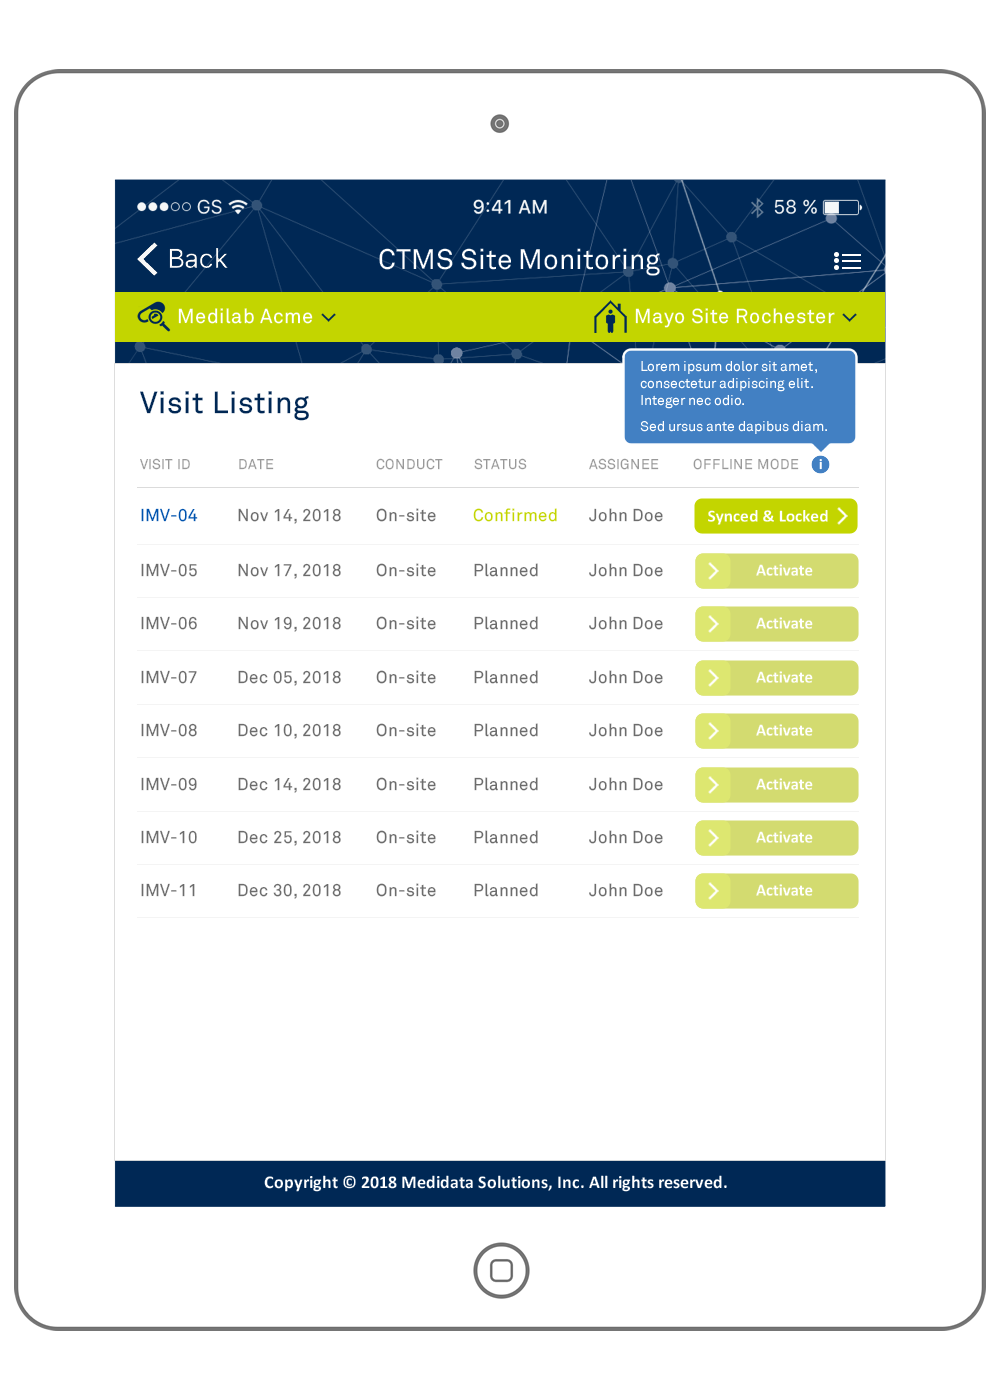 GS 9:41 AM 58 %
Back CTMS Site Monitoring
Medilab Acme Mayo Site Rochester
Lorem ipsum dolor sit amet,
consectetur adipiscing elit.
Integer nec odio.
Sed ursus ante dapibus diam.
Visit Listing
VISIT ID DATE CONDUCT STATUS ASSIGNEE OFFLINE MODE i
IMV-04 Nov 14, 2018 On-site Confirmed John Doe Synced & Locked
IMV-05 Nov 17, 2018 On-site Planned John Doe Activate
IMV-06 Nov 19, 2018 On-site Planned John Doe Activate
IMV-07 Dec 05, 2018 On-site Planned John Doe Activate
IMV-08 Dec 10, 2018 On-site Planned John Doe Activate
IMV-09 Dec 14, 2018 On-site Planned John Doe Activate
IMV-10 Dec 25, 2018 On-site Planned John Doe Activate
IMV-11 Dec 30, 2018 On-site Planned John Doe Activate
Copyright © 2018 Medidata Solutions, Inc. All rights reserved.